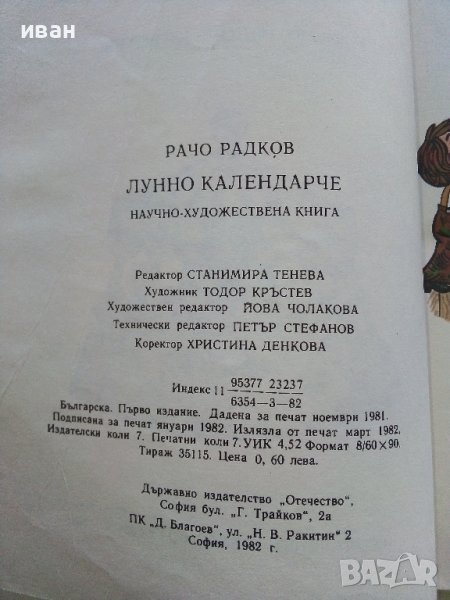 иван
РАЧО РАДКОВ
ЛУННО КАЛЕНДАРЧЕ
НАУЧНО-ХУДОЖЕСТВЕНА КНИГА
Редактор СТАНИМИРА ТЕНЕВА
Художник ТОДОР КРЪСТЕВ
Художествен редактор ЙОВА ЧОЛАКОВА
Технически редактор ПЕТЪР СТЕФАНОВ
Коректор ХРИСТИНА ДЕНКОВА
95377 23237
Индекс 11
6354—3—82
Българска. Първо издание. Дадена за печат ноември 1981.
Подписана за печат януари 1982. Излязла от печат март 1982.
Издателски коли 7. Печатни коли 7. УИК 4,52 Формат 8/60×90.
Тираж 35115. Цена 0, 60 лева.
Държавно издателство „Отечество“,
София бул. „Г. Трайков“, 2а
ПК „Д. Благоев“, ул. „Н. В. Ракитин“ 2
София, 1982 г.
BAZAR